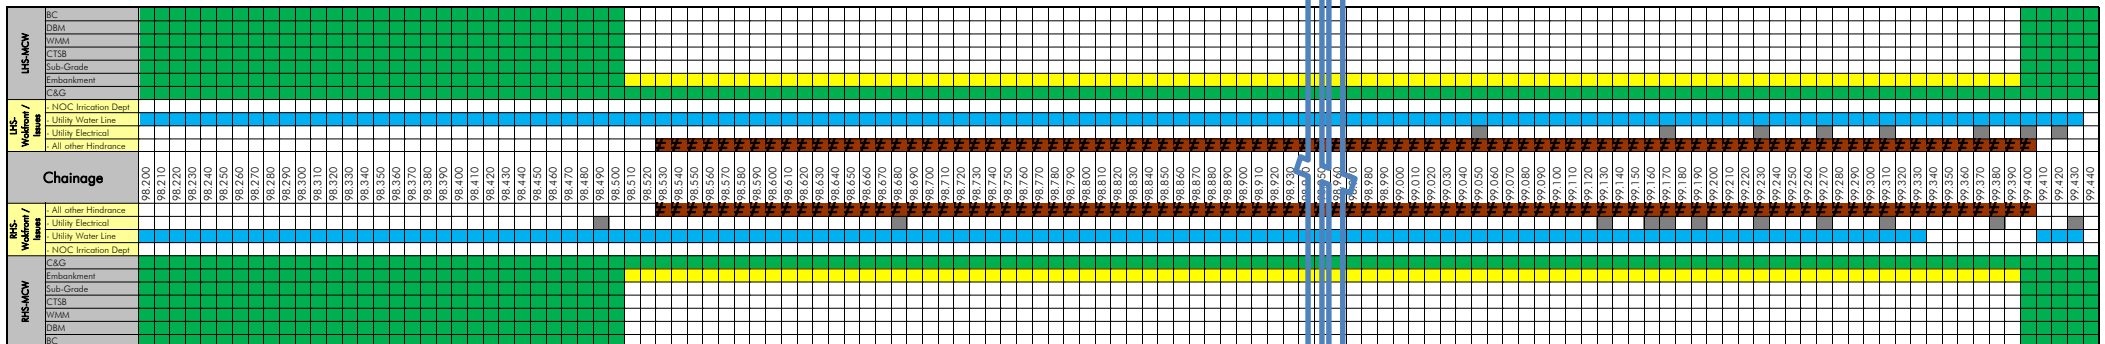 LHS-MCW
BC
DBM
WMM
CTSB
Sub-Grade
Embankment
C&G
LHS-
Wokfront /
Issues
- NOC Irrication Dept
- Utility Water Line
- Utility Electrical
- All other Hindrance
Chainage
98.200 98.210 98.220 98.230 98.240 98.250 98.260 98.270 98.280 98.290 98.300 98.310 98.320 98.330 98.340 98.350 98.360 98.370 98.380 98.390 98.400 98.410 98.420 98.430 98.440 98.450 98.460 98.470 98.480 98.490 98.500 98.510 98.520 98.530 98.540 98.550 98.560 98.570 98.580 98.590 98.600 98.610 98.620 98.630 98.640 98.650 98.660 98.670 98.680 98.690 98.700 98.710 98.720 98.730 98.740 98.750 98.760 98.770 98.780 98.790 98.800 98.810 98.820 98.830 98.840 98.850 98.860 98.870 98.880 98.890 98.900 98.910 98.920 98.930 98.980 98.990 99.000 99.010 99.020 99.030 99.040 99.050 99.060 99.070 99.080 99.090 99.100 99.110 99.120 99.130 99.140 99.150 99.160 99.170 99.180 99.190 99.200 99.210 99.220 99.230 99.240 99.250 99.260 99.270 99.280 99.290 99.300 99.310 99.320 99.330 99.340 99.350 99.360 99.370 99.380 99.390 99.400 99.410 99.420 99.430 99.440
RHS-
Wokfront /
Issues
- All other Hindrance
- Utility Electrical
- Utility Water Line
- NOC Irrication Dept
RHS-MCW
C&G
Embankment
Sub-Grade
CTSB
WMM
DBM
BC